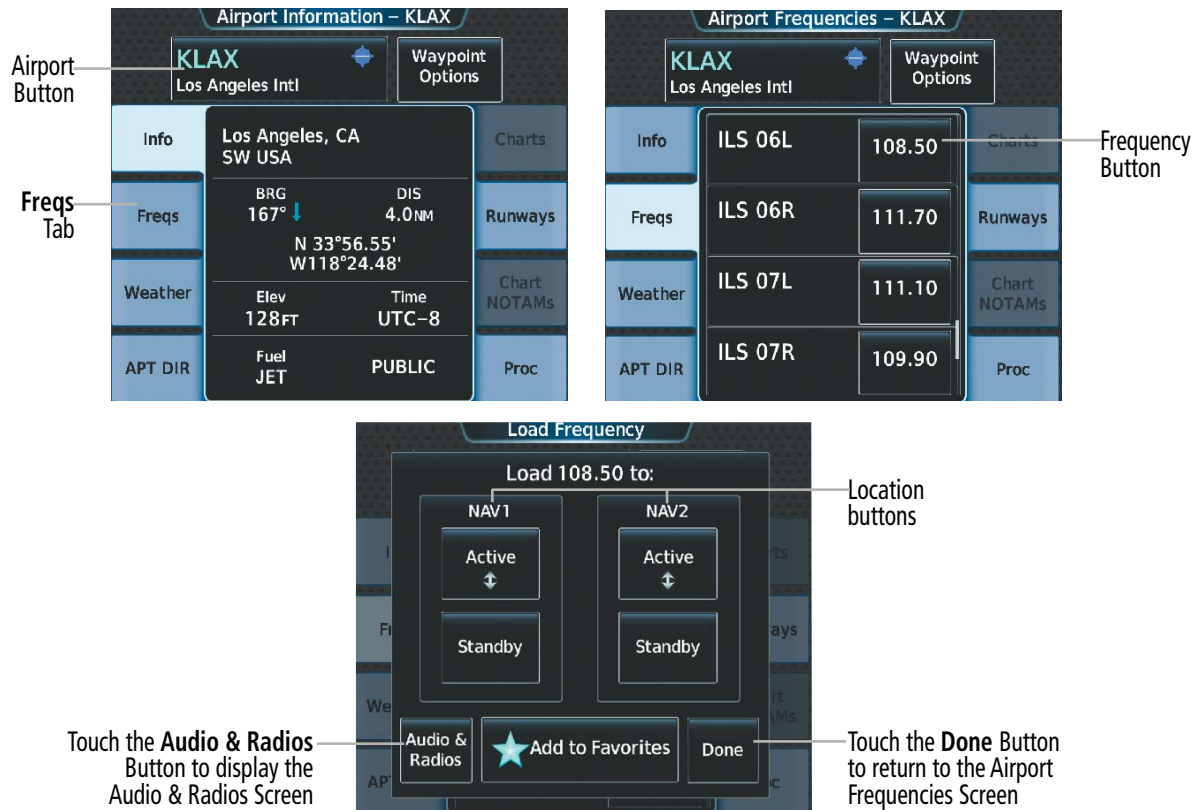 Airport Information – KLAX
Airport
Button
KLAX
Los Angeles Intl
Waypoint
Options
Info
Freqs
Tab
Freqs
Weather
APT DIR
Los Angeles, CA
SW USA
BRG
167°
DIS
4.0NM
N 33°56.55'
W118°24.48'
Elev
128FT
Time
UTC–8
Fuel
JET
PUBLIC
Charts
Runways
Chart
NOTAMs
Proc
Airport Frequencies – KLAX
KLAX
Los Angeles Intl
Waypoint
Options
Info
Freqs
Weather
APT DIR
ILS 06L
108.50
ILS 06R
111.70
ILS 07L
111.10
ILS 07R
109.90
Charts
Runways
Chart
NOTAMs
Proc
Frequency
Button
Load Frequency
Load 108.50 to:
NAV1
Active
Standby
NAV2
Active
Standby
Location
buttons
Audio &
Radios
Add to Favorites
Done
Touch the Audio & Radios
Button to display the
Audio & Radios Screen
Touch the Done Button
to return to the Airport
Frequencies Screen